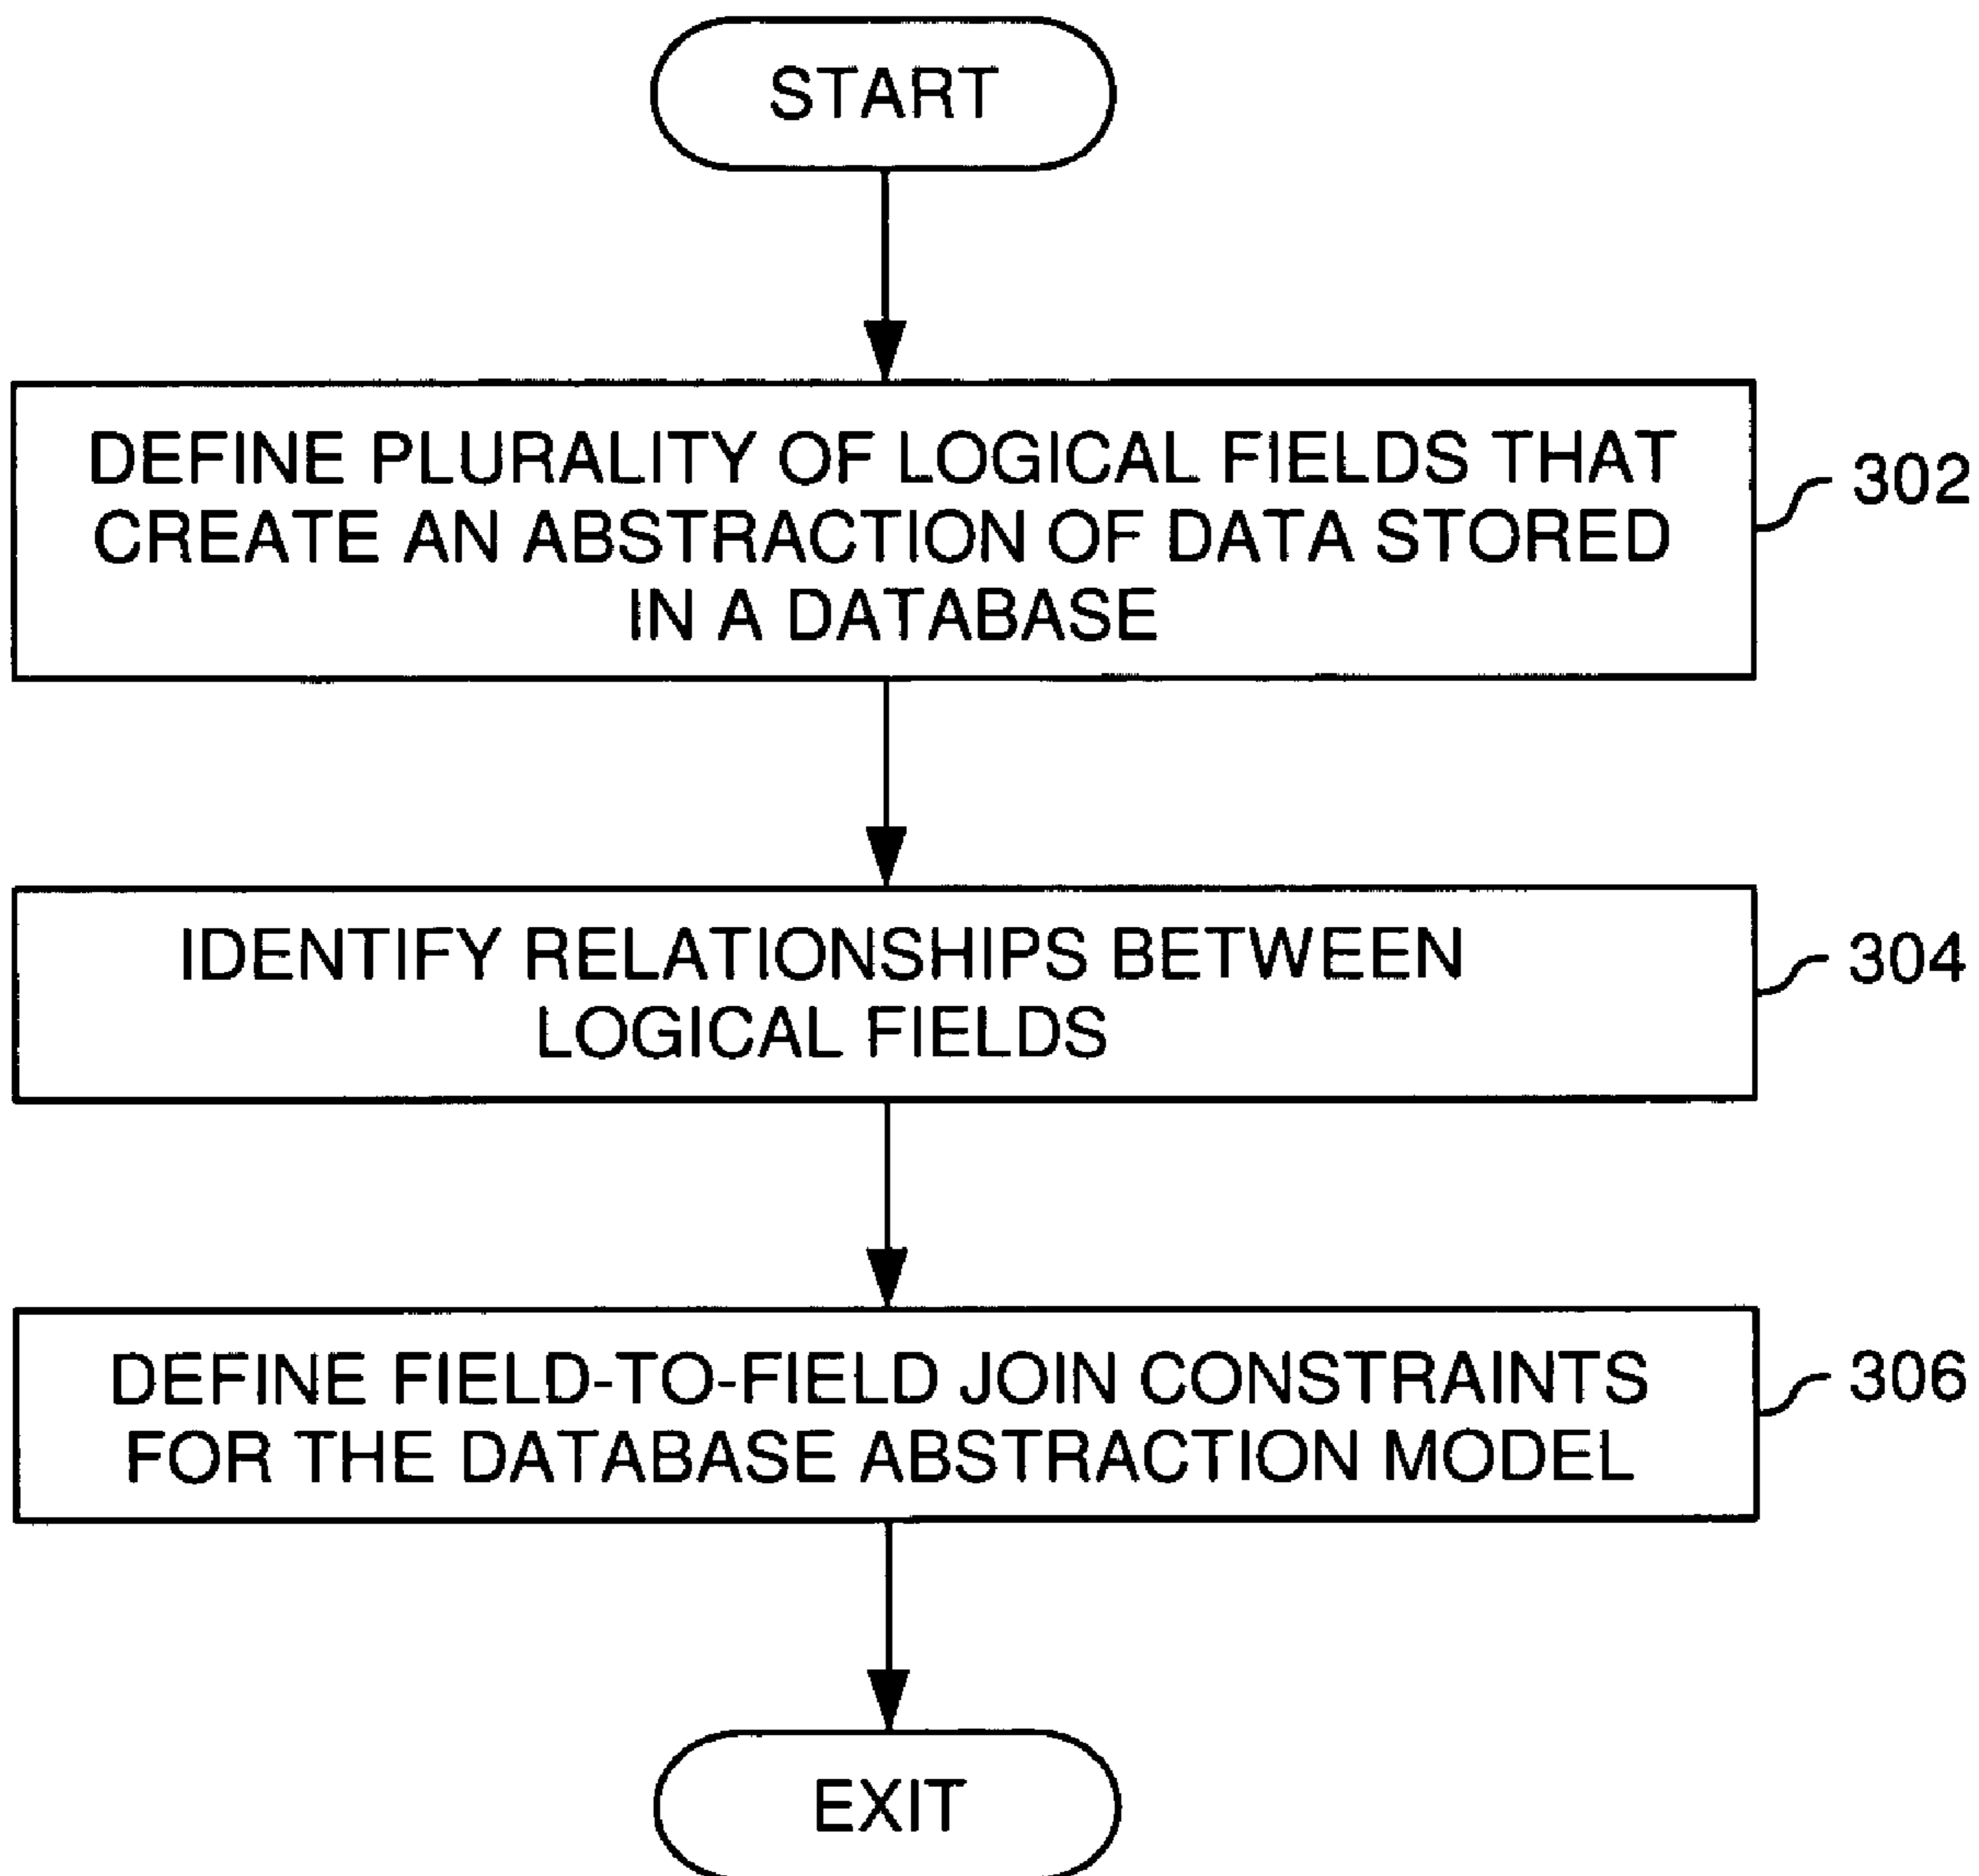 START
DEFINE PLURALITY OF LOGICAL FIELDS THAT
CREATE AN ABSTRACTION OF DATA STORED
IN A DATABASE
302
IDENTIFY RELATIONSHIPS BETWEEN
LOGICAL FIELDS
304
DEFINE FIELD-TO-FIELD JOIN CONSTRAINTS
FOR THE DATABASE ABSTRACTION MODEL
306
EXIT